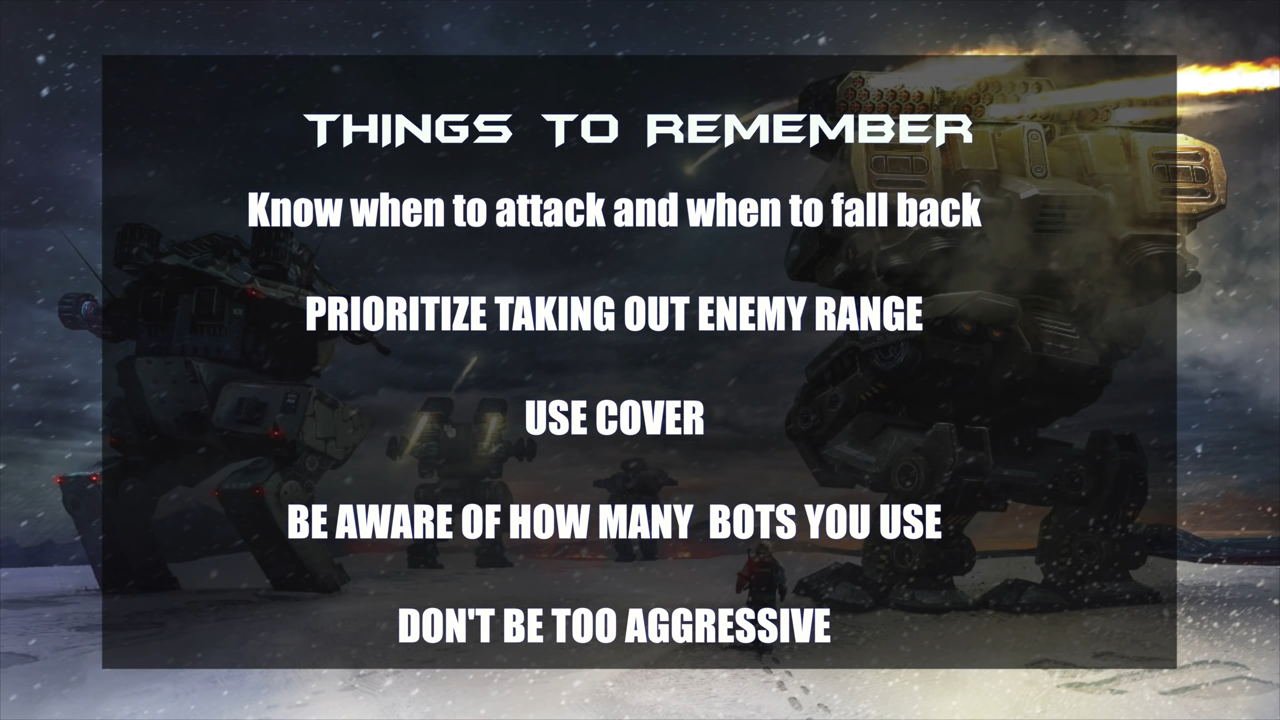 THINGS TO REMEMBER
Know when to attack and when to fall back
PRIORITIZE TAKING OUT ENEMY RANGE
USE COVER
BE AWARE OF HOW MANY  BOTS YOU USE
DON'T BE TOO AGGRESSIVE